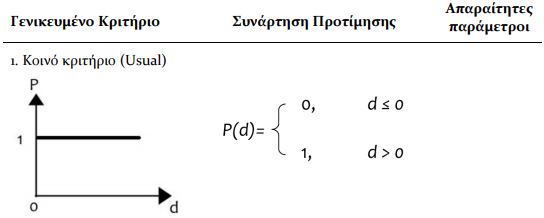 Γενικευμένο Κριτήριο Συνάρτηση Προτίμησης Απαραίτητες παράμετροι
1. Κοινό κριτήριο (Usual)
P
1
0
d
P(d)= { 0, d ≤ 0
1, d > 0